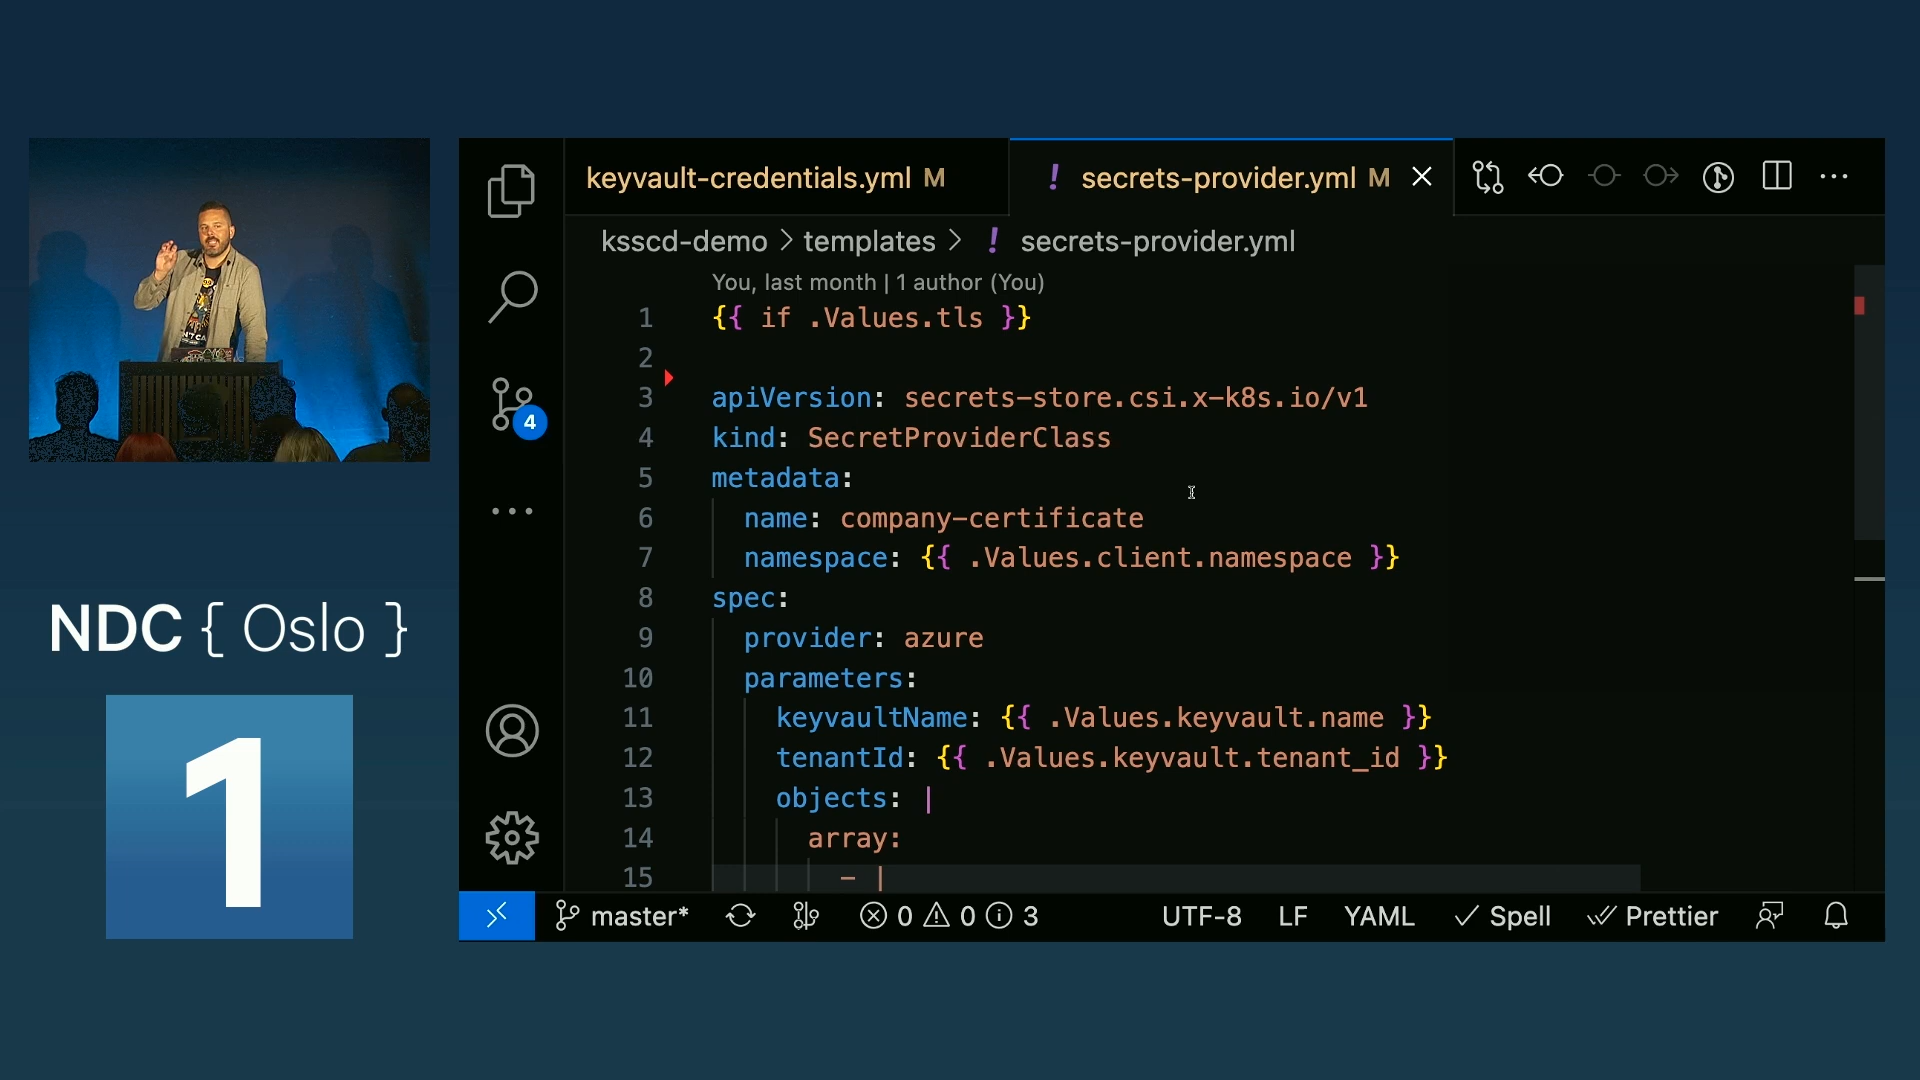 keyvault-credentials.yml M
! secrets-provider.yml M
ksscd-demo > templates > ! secrets-provider.yml
You, last month | 1 author (You)
1 {{ if .Values.tls }}
2
3 apiVersion: secrets-store.csi.x-k8s.io/v1
4 kind: SecretProviderClass
5 metadata:
6 name: company-certificate
7 namespace: {{ .Values.client.namespace }}
8 spec:
9 provider: azure
10 parameters:
11 keyvaultName: {{ .Values.keyvault.name }}
12 tenantId: {{ .Values.keyvault.tenant_id }}
13 objects: |
14 array:
15 - |
4
master* 0 0 3 UTF-8 LF YAML Spell Prettier
NDC { Oslo }
1